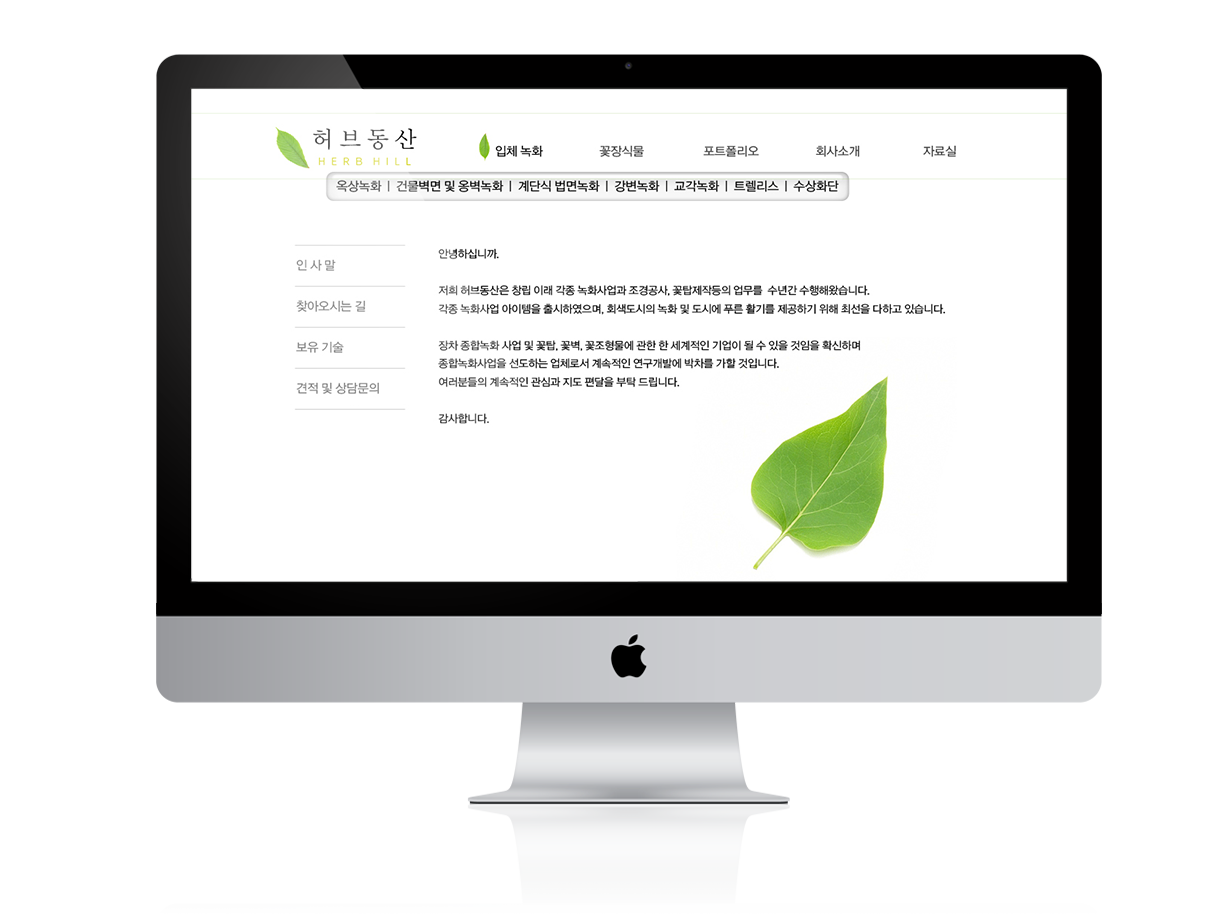 허브동산
HERB HILL
입체 녹화 꽃장식물 포트폴리오 회사소개 자료실
옥상녹화 | 건물벽면 및 옹벽녹화 | 계단식 법면녹화 | 강변녹화 | 교각녹화 | 트렐리스 | 수상화단
인 사 말
찾아오시는 길
보유 기술
견적 및 상담문의
안녕하십니까.
저희 허브동산은 창립 이래 각종 녹화사업과 조경공사, 꽃탑제작등의 업무를 수년간 수행해왔습니다.
각종 녹화사업 아이템을 출시하였으며, 회색도시의 녹화 및 도시에 푸른 활기를 제공하기 위해 최선을 다하고 있습니다.
장차 종합녹화 사업 및 꽃탑, 꽃벽, 꽃조형물에 관한 한 세계적인 기업이 될 수 있을 것임을 확신하며
종합녹화사업을 선도하는 업체로서 계속적인 연구개발에 박차를 가할 것입니다.
여러분들의 계속적인 관심과 지도 편달을 부탁 드립니다.
감사합니다.